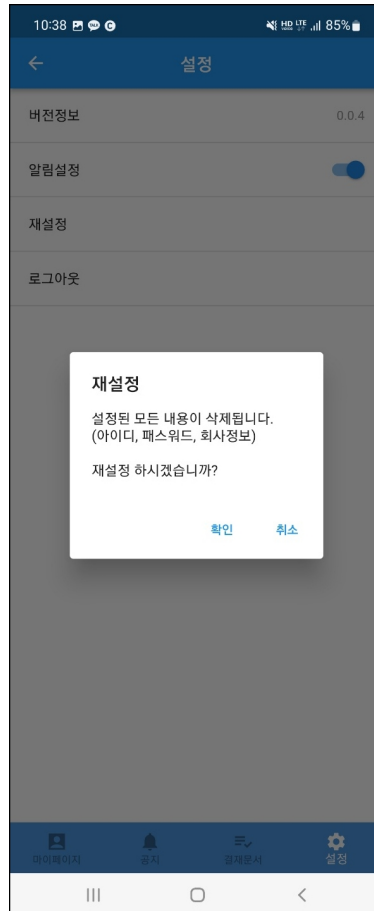 10:38
HD LTE 85%
설정
버전정보 0.0.4
알림설정
재설정
로그아웃
재설정
설정된 모든 내용이 삭제됩니다.
(아이디, 패스워드, 회사정보)
재설정 하시겠습니까?
확인 취소
마이페이지 공지 결재문서 설정